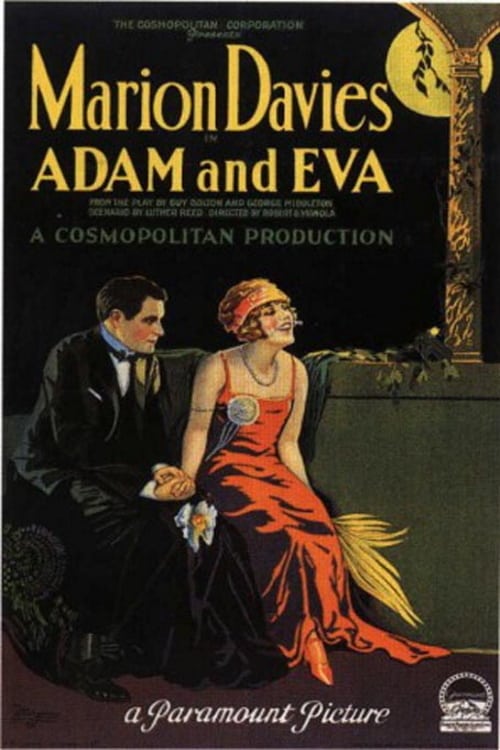 THE COSMOPOLITAN CORPORATION
Presents
Marion Davies
IN
ADAM and EVA
FROM THE PLAY BY GUY BOLTON AND GEORGE MIDDLETON
SCENARIO BY LUTHER REED DIRECTED BY ROBERT G. VIGNOLA
A COSMOPOLITAN PRODUCTION
a Paramount Picture